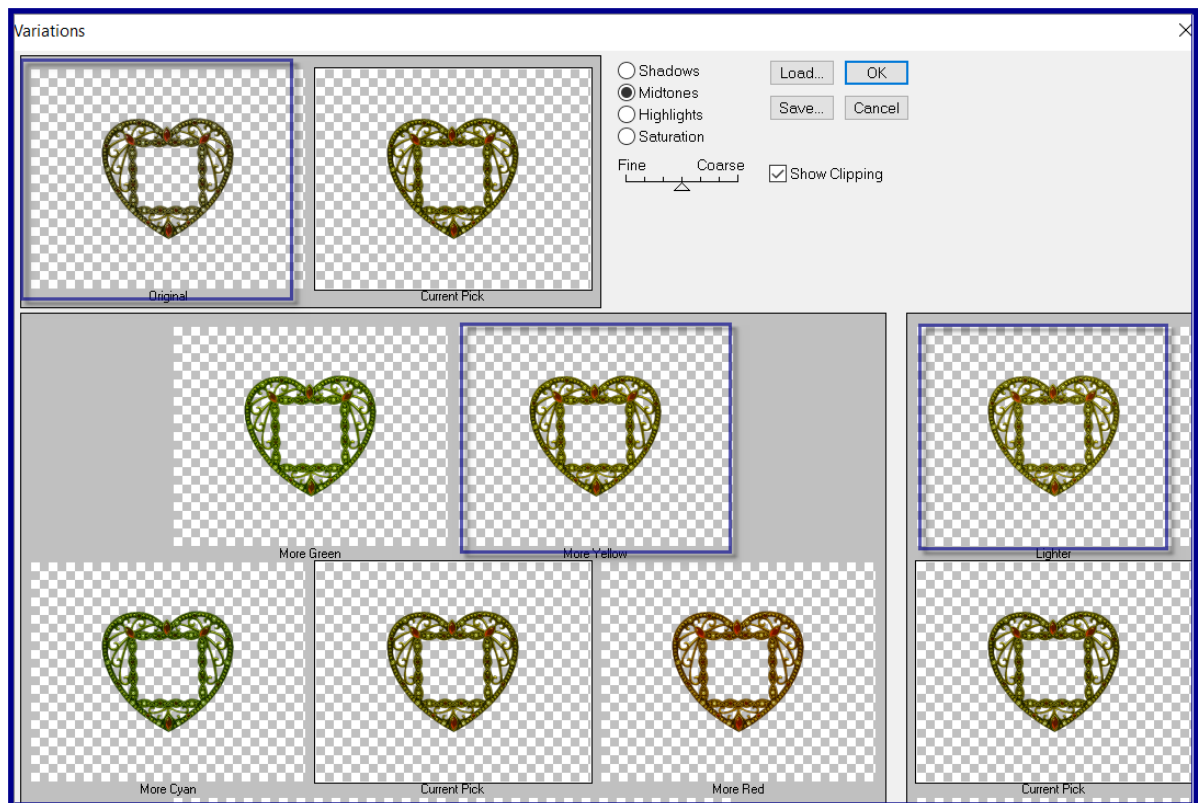 Variations
Shadows
Midtones
Highlights
Saturation
Load...
OK
Save...
Cancel
Fine
Coarse
Show Clipping
Original
Current Pick
More Green
More Yellow
Lighter
More Cyan
Current Pick
More Red
Current Pick